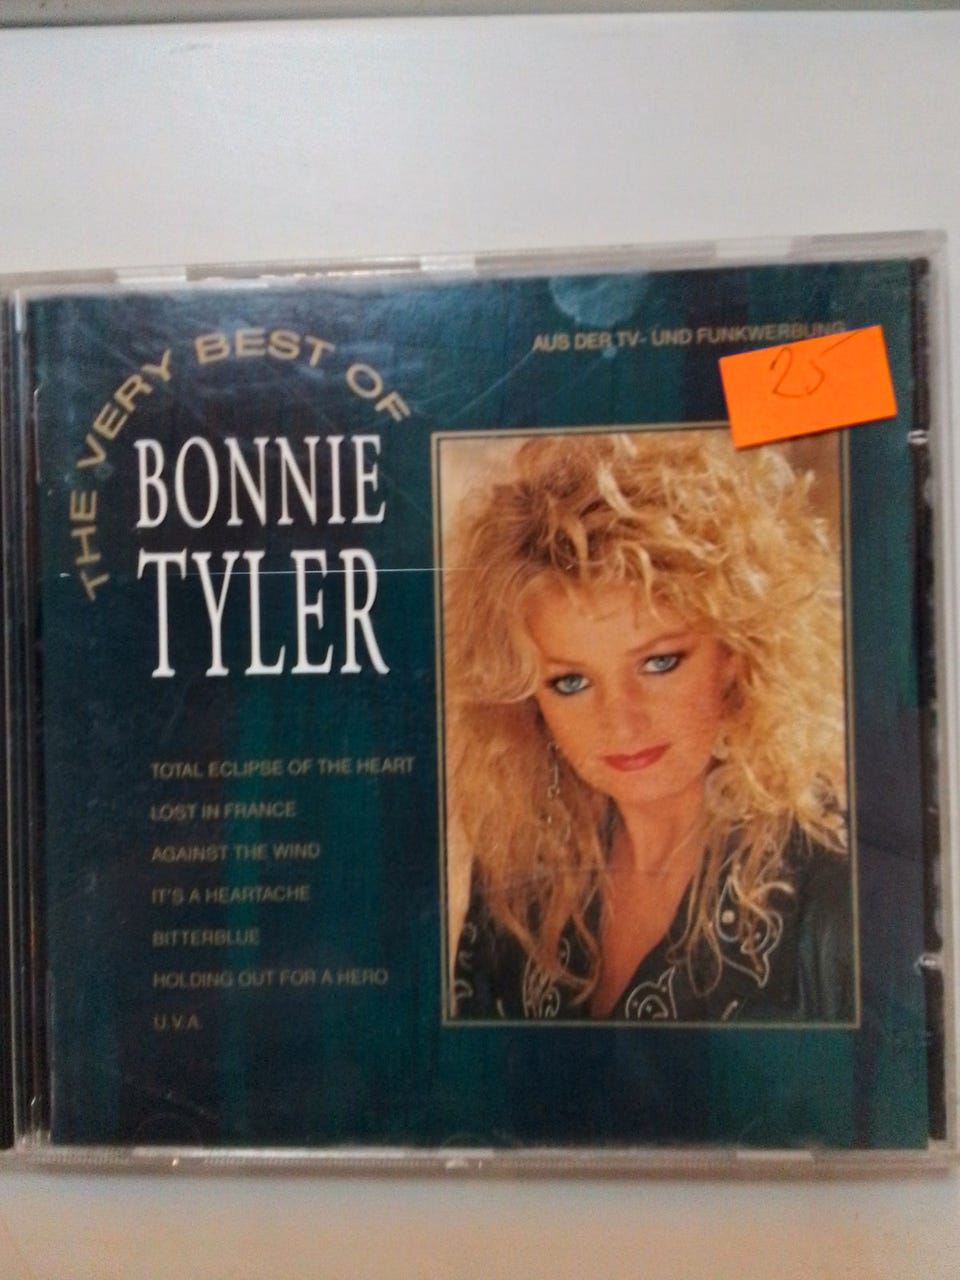 THE VERY BEST OF
BONNIE
TYLER
AUS DER TV- UND FUNKWERBUNG
25
TOTAL ECLIPSE OF THE HEART
LOST IN FRANCE
AGAINST THE WIND
IT'S A HEARTACHE
BITTERBLUE
HOLDING OUT FOR A HERO
U.V.A.